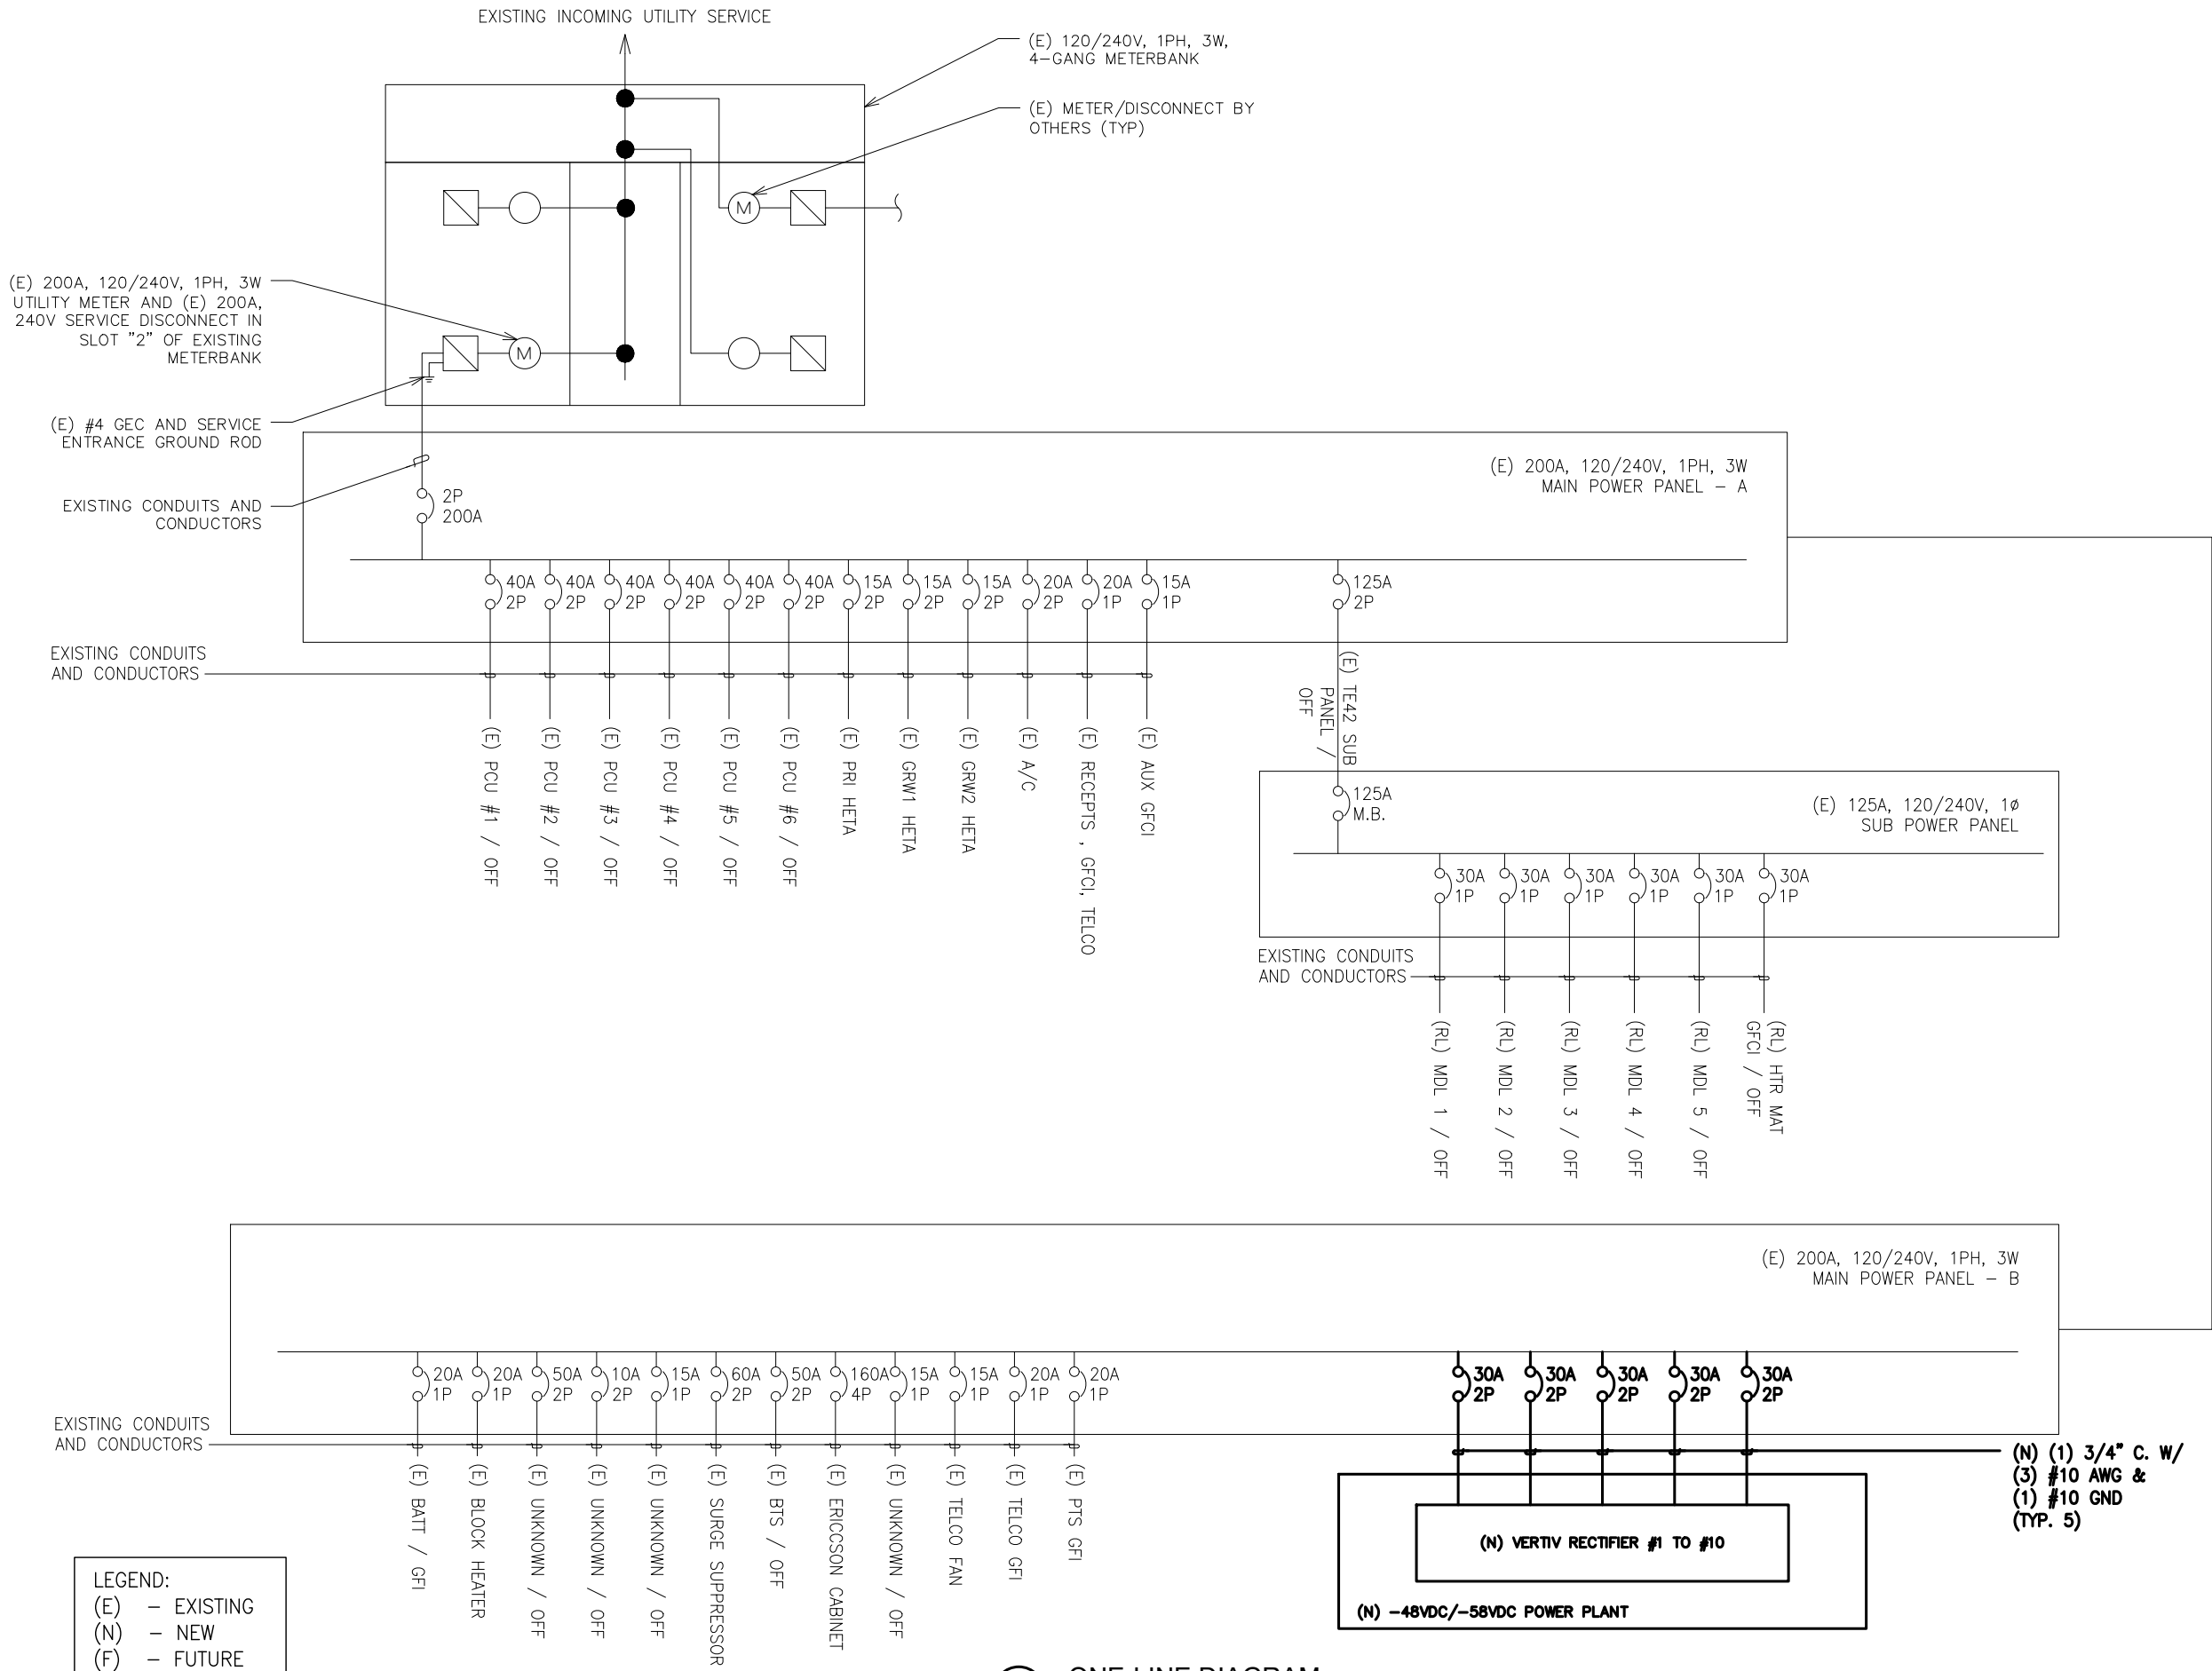 EXISTING INCOMING UTILITY SERVICE
(E) 120/240V, 1PH, 3W,
4-GANG METERBANK
(E) METER/DISCONNECT BY
OTHERS (TYP)
M
M
(E) 200A, 120/240V, 1PH, 3W
UTILITY METER AND (E) 200A,
240V SERVICE DISCONNECT IN
SLOT "2" OF EXISTING
METERBANK
(E) #4 GEC AND SERVICE
ENTRANCE GROUND ROD
EXISTING CONDUITS AND
CONDUCTORS
2P
200A
(E) 200A, 120/240V, 1PH, 3W
MAIN POWER PANEL - A
40A 40A 40A 40A 40A 40A 15A 15A 15A 20A 20A 15A 125A
2P 2P 2P 2P 2P 2P 2P 2P 2P 2P 1P 1P 2P
EXISTING CONDUITS
AND CONDUCTORS
(E) PCU #1 / OFF
(E) PCU #2 / OFF
(E) PCU #3 / OFF
(E) PCU #4 / OFF
(E) PCU #5 / OFF
(E) PCU #6 / OFF
(E) PRI HETA
(E) GRW1 HETA
(E) GRW2 HETA
(E) A/C
(E) RECEPTS , GFCI, TELCO
(E) AUX GFCI
(E) TE42 SUB
PANEL /
OFF
125A
M.B.
(E) 125A, 120/240V, 1ø
SUB POWER PANEL
30A 30A 30A 30A 30A 30A
1P 1P 1P 1P 1P 1P
EXISTING CONDUITS
AND CONDUCTORS
(RL) MDL 1 / OFF
(RL) MDL 2 / OFF
(RL) MDL 3 / OFF
(RL) MDL 4 / OFF
(RL) MDL 5 / OFF
(RL) HTR MAT
GFCI / OFF
(E) 200A, 120/240V, 1PH, 3W
MAIN POWER PANEL - B
20A 20A 50A 10A 15A 60A 50A 160A 15A 15A 20A 20A 30A 30A 30A 30A 30A
1P 1P 2P 2P 1P 2P 2P 4P 1P 1P 1P 1P 2P 2P 2P 2P 2P
EXISTING CONDUITS
AND CONDUCTORS
(E) BATT / GFI
(E) BLOCK HEATER
(E) UNKNOWN / OFF
(E) UNKNOWN / OFF
(E) UNKNOWN / OFF
(E) SURGE SUPPRESSOR
(E) BTS / OFF
(E) ERICCSON CABINET
(E) UNKNOWN / OFF
(E) TELCO FAN
(E) TELCO GFI
(E) PTS GFI
(N) (1) 3/4" C. W/
(3) #10 AWG &
(1) #10 GND
(TYP. 5)
(N) VERTIV RECTIFIER #1 TO #10
(N) -48VDC/-58VDC POWER PLANT
LEGEND:
(E) - EXISTING
(N) - NEW
(F) - FUTURE
ONE LINE DIAGRAM